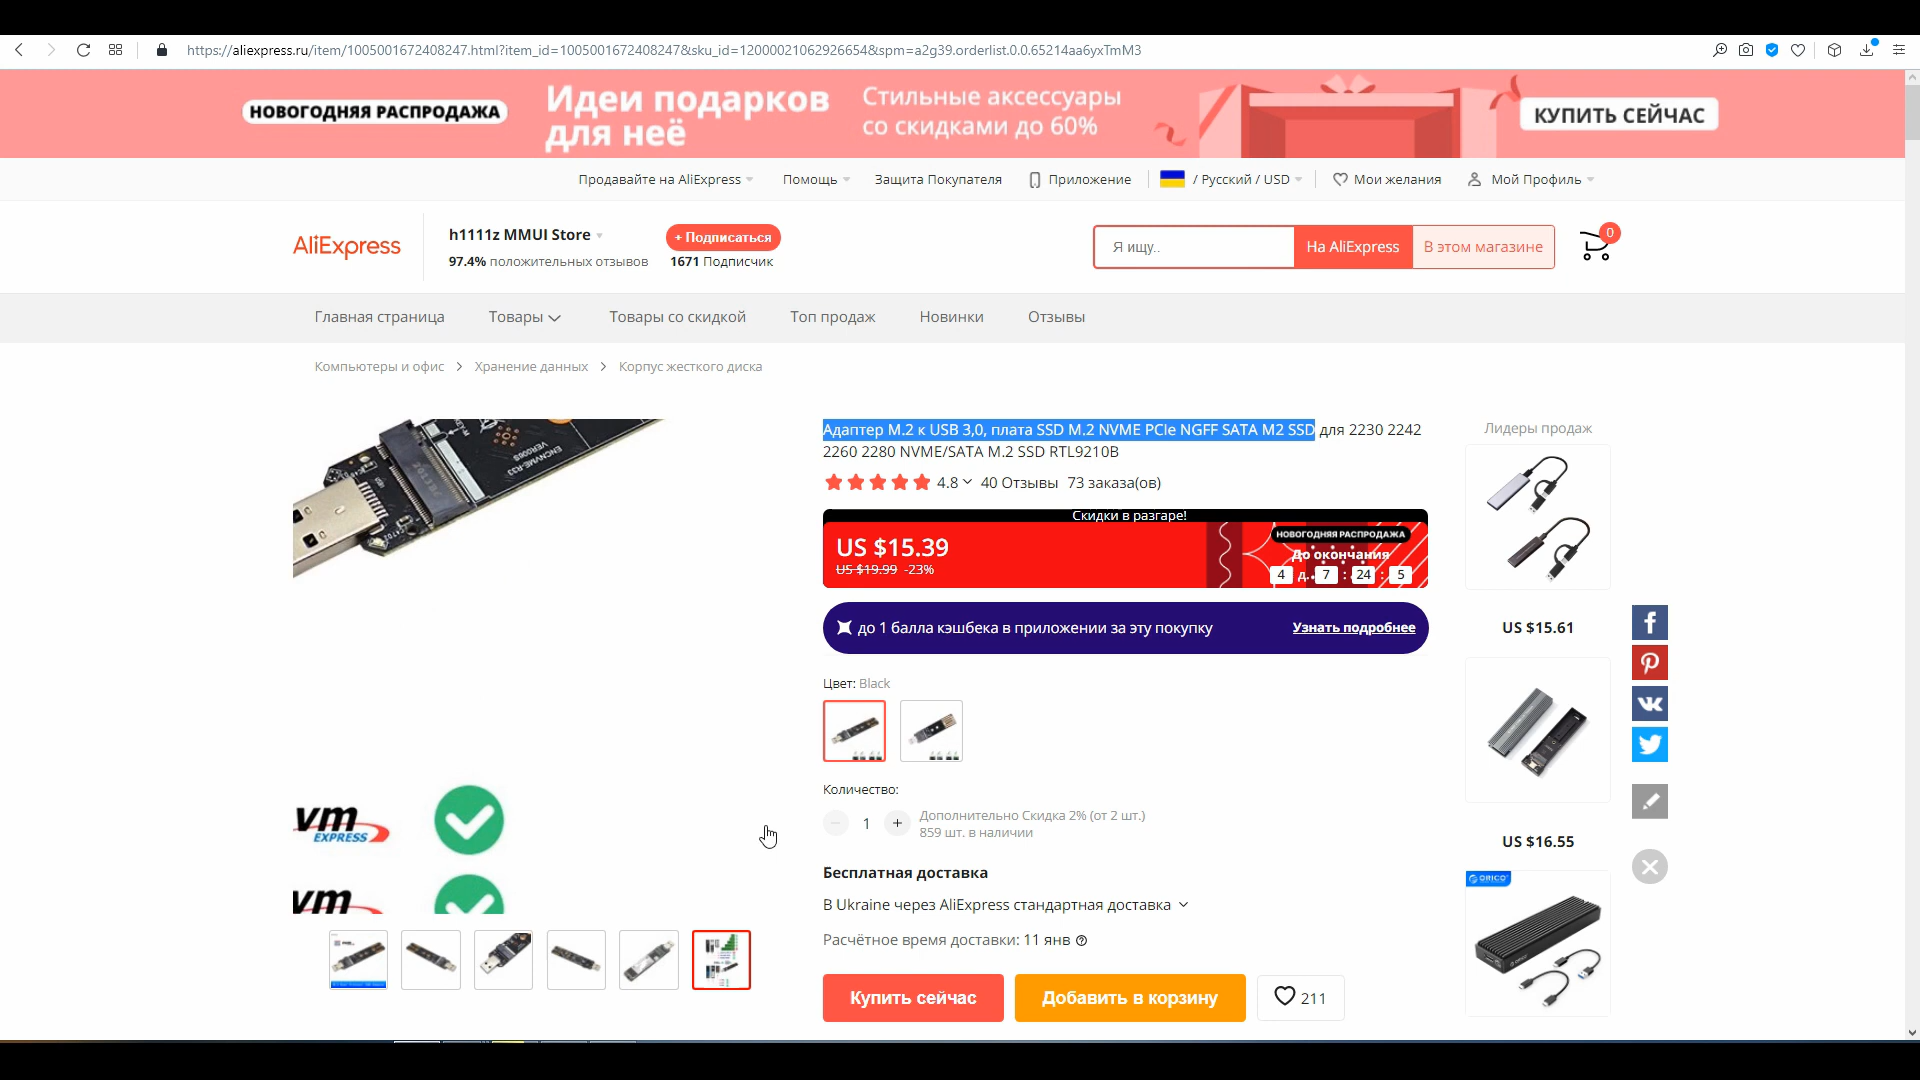 https://aliexpress.ru/item/1005001672408247.html?item_id=1005001672408247&sku_id=12000021062926654&spm=a2g39.orderlist.0.0.65214aa6yxTmM3
НОВОГОДНЯЯ РАСПРОДАЖА
Идеи подарков
для неё
Стильные аксессуары
со скидками до 60%
КУПИТЬ СЕЙЧАС
Продавайте на AliExpress
Помощь
Защита Покупателя
Приложение
/ Русский / USD
Мои желания
Мой Профиль
AliExpress
h1111z MMUI Store
97.4% положительных отзывов
+ Подписаться
1671 Подписчик
Я ищу..
На AliExpress
В этом магазине
0
Главная страница
Товары
Товары со скидкой
Топ продаж
Новинки
Отзывы
Компьютеры и офис > Хранение данных > Корпус жесткого диска
ENCNVME-R33
VER006S
vm
EXPRESS
vm
Адаптер M.2 к USB 3,0, плата SSD M.2 NVME PCIe NGFF SATA M2 SSD для 2230 2242
2260 2280 NVME/SATA M.2 SSD RTL9210B
4.8
40 Отзывы
73 заказа(ов)
Скидки в разгаре!
US $15.39
US $19.99 -23%
НОВОГОДНЯЯ РАСПРОДАЖА
До окончания
4 д. 7 : 24 : 5
до 1 балла кэшбека в приложении за эту покупку
Узнать подробнее
Цвет: Black
Количество:
1
Дополнительно Скидка 2% (от 2 шт.)
859 шт. в наличии
Бесплатная доставка
В Ukraine через AliExpress стандартная доставка
Расчётное время доставки: 11 янв
Купить сейчас
Добавить в корзину
211
Лидеры продаж
US $15.61
US $16.55
ORICO